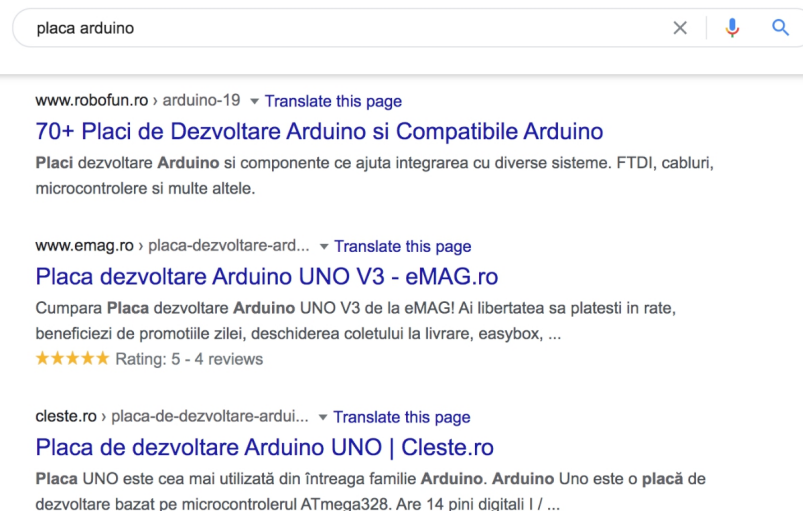 placa arduino
www.robofun.ro › arduino-19 ▼ Translate this page
70+ Placi de Dezvoltare Arduino si Compatibile Arduino
Placi dezvoltare Arduino si componente ce ajuta integrarea cu diverse sisteme. FTDI, cabluri,
microcontrolere si multe altele.
www.emag.ro › placa-dezvoltare-ard... ▼ Translate this page
Placa dezvoltare Arduino UNO V3 - eMAG.ro
Cumpara Placa dezvoltare Arduino UNO V3 de la eMAG! Ai libertatea sa platesti in rate,
beneficiezi de promotiile zilei, deschiderea coletului la livrare, easybox, ...
★★★★★ Rating: 5 - 4 reviews
cleste.ro › placa-de-dezvoltare-ardui... ▼ Translate this page
Placa de dezvoltare Arduino UNO | Cleste.ro
Placa UNO este cea mai utilizată din întreaga familie Arduino. Arduino Uno este o placă de
dezvoltare bazat pe microcontrolerul ATmega328. Are 14 pini digitali I / ...